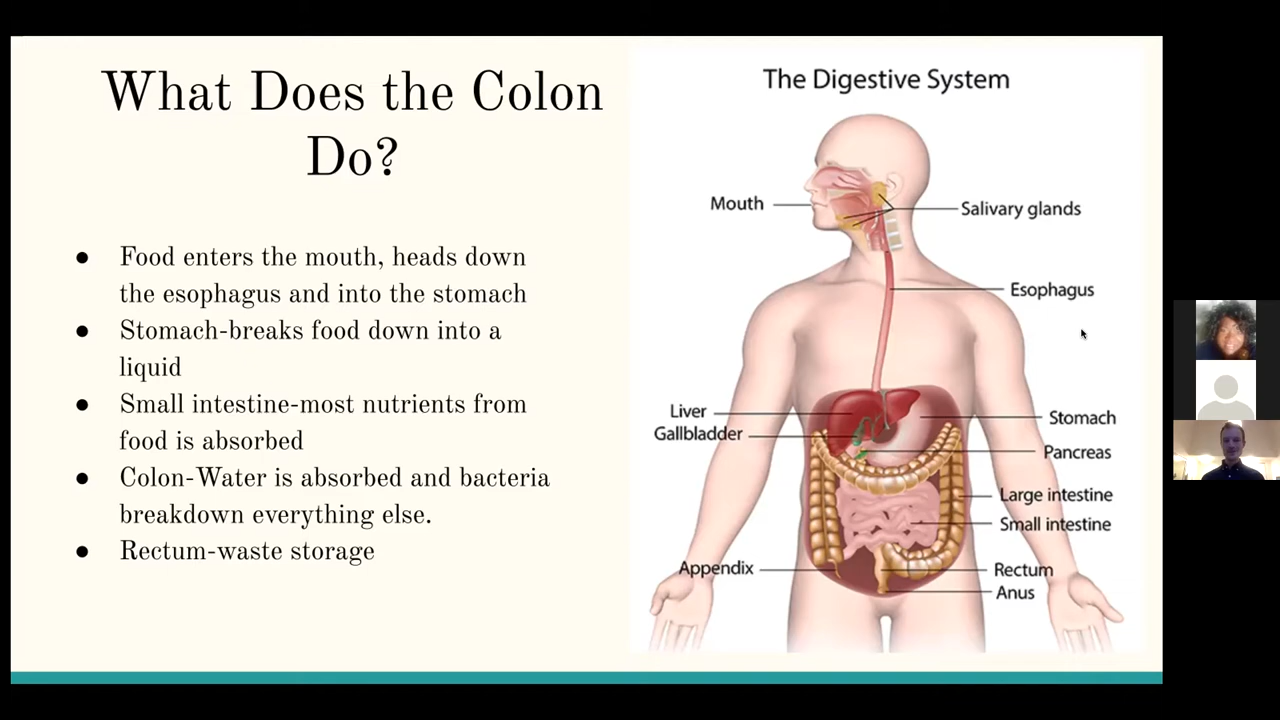 What Does the Colon
Do?
● Food enters the mouth, heads down
the esophagus and into the stomach
● Stomach-breaks food down into a
liquid
● Small intestine-most nutrients from
food is absorbed
● Colon-Water is absorbed and bacteria
breakdown everything else.
● Rectum-waste storage
The Digestive System
Mouth
Salivary glands
Esophagus
Liver
Gallbladder
Stomach
Pancreas
Large intestine
Small intestine
Appendix
Rectum
Anus